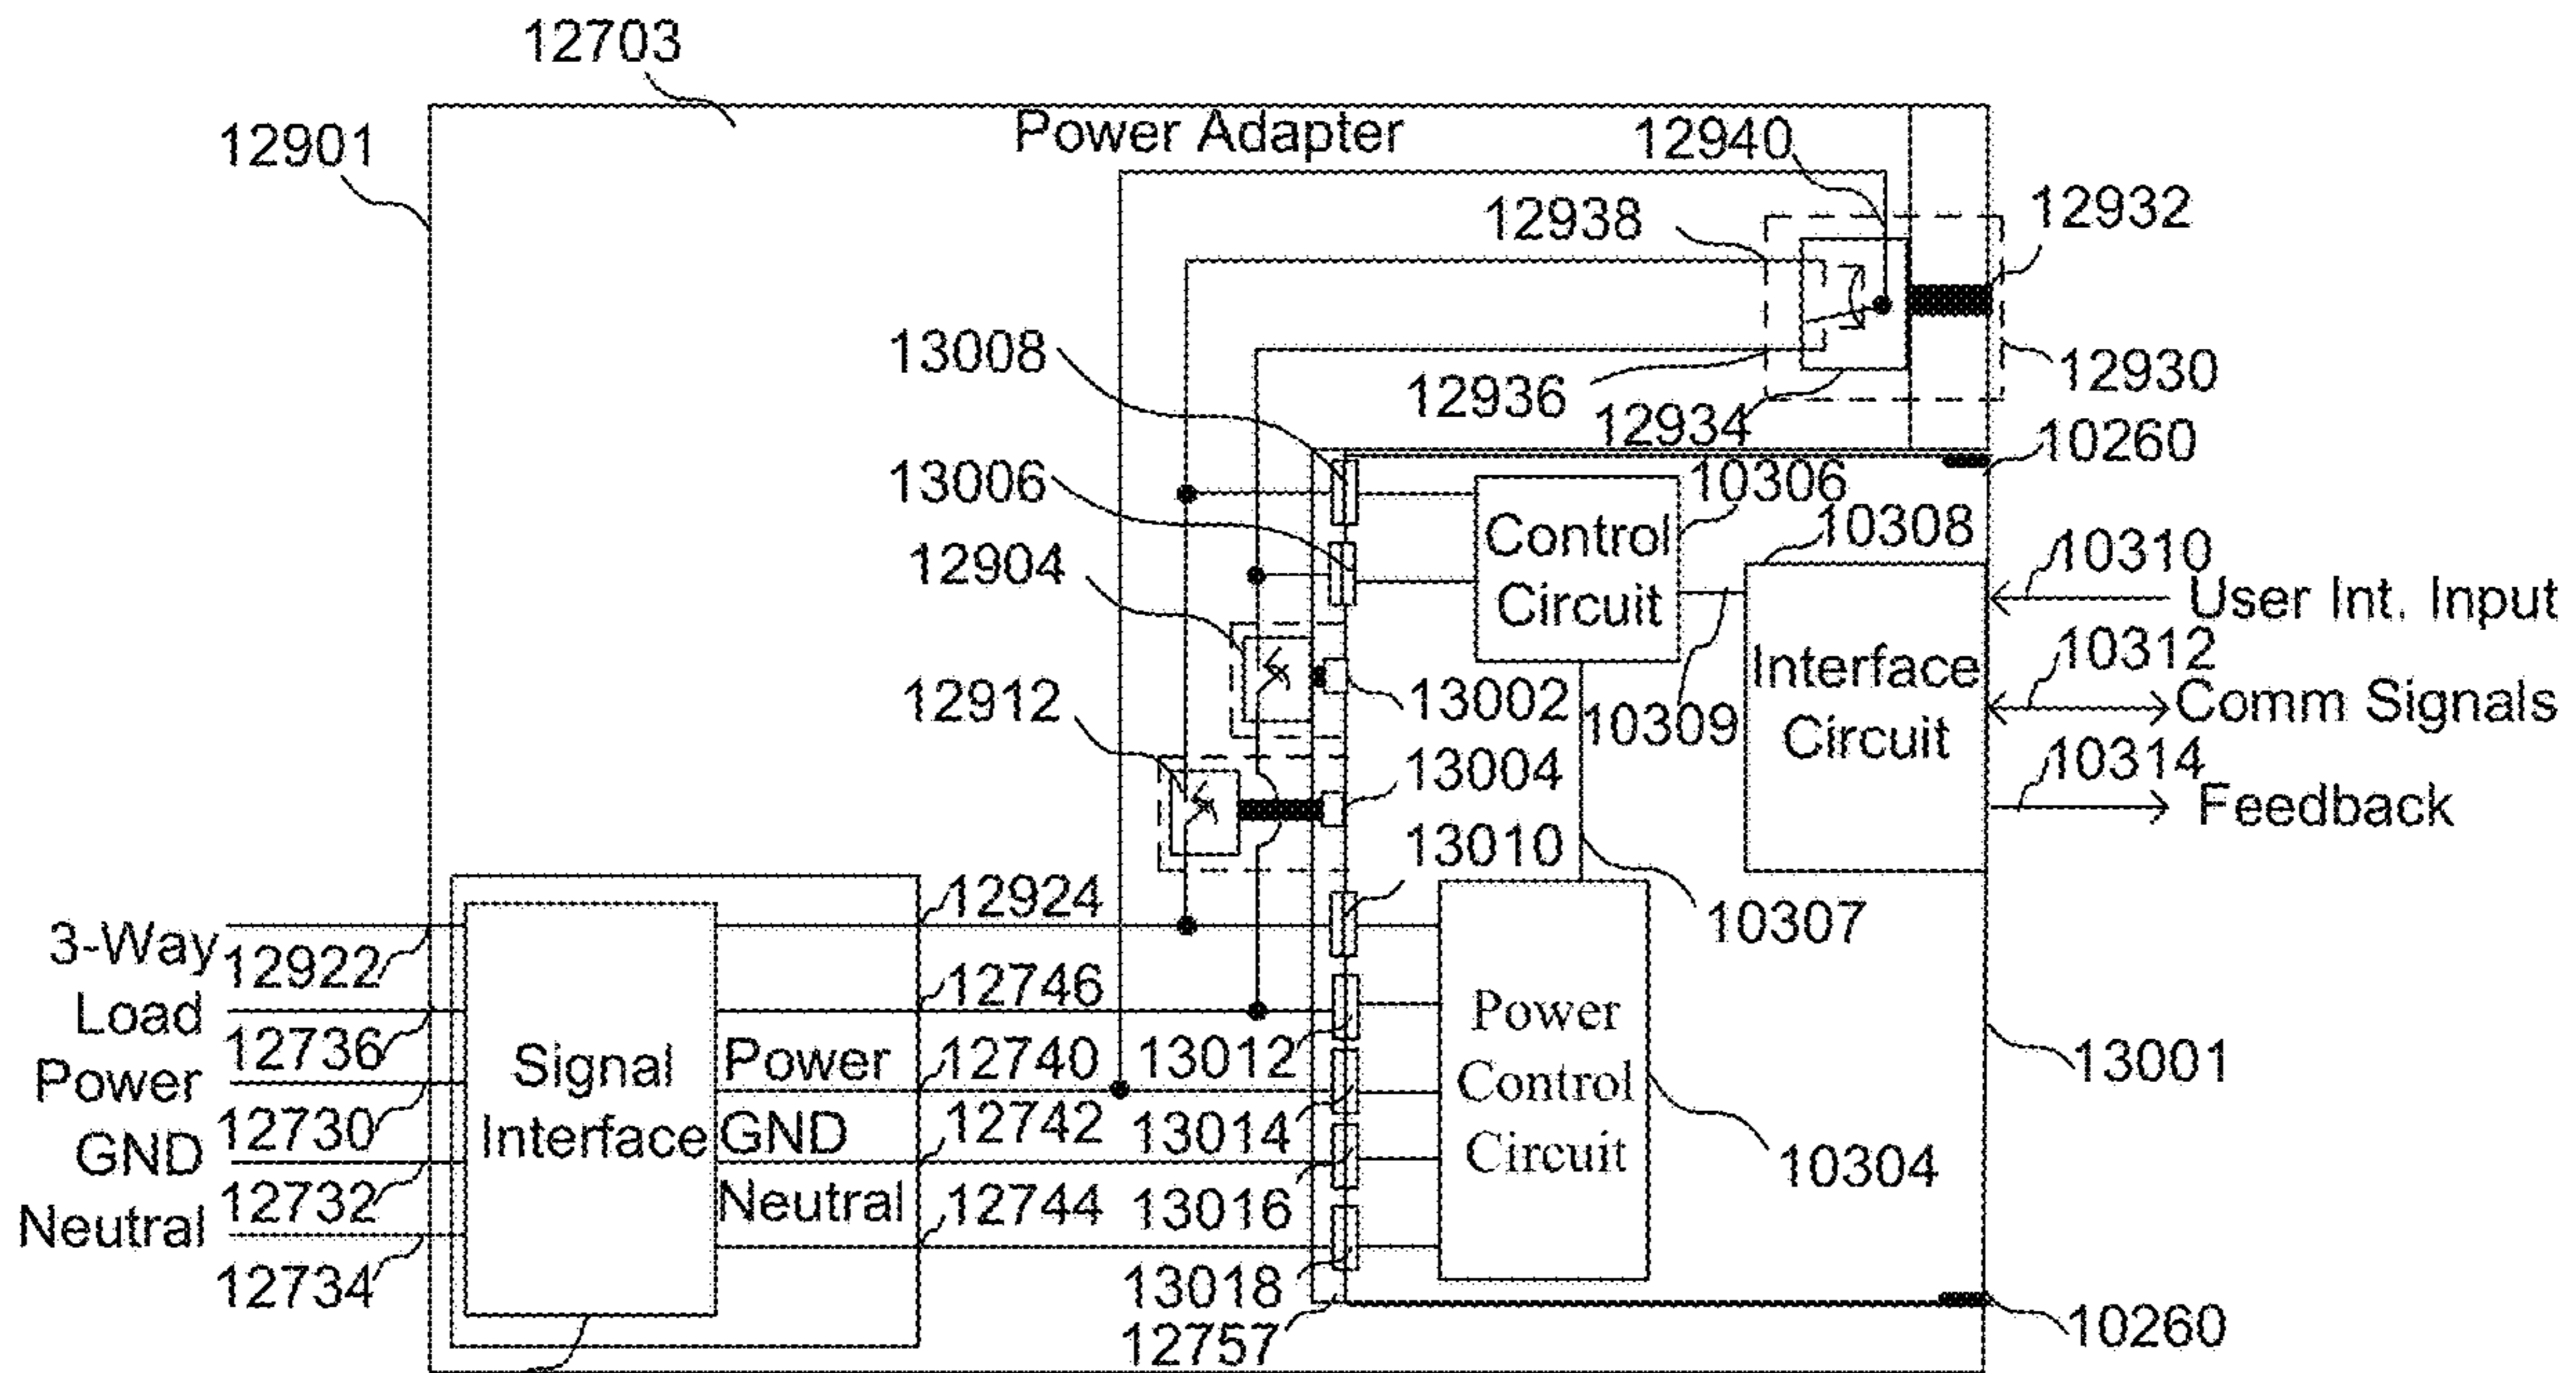 12703
Power Adapter
12901
12940
12938
12932
13008
12936
12930
12934
10260
13006
10306
10308
Control
Circuit
12904
10310
User Int. Input
10312
Interface
Circuit
12912
13002
10309
Comm Signals
13004
10314
Feedback
13010
12924
10307
3-Way
12922
12746
Load
12736
Power
12740
13012
Power
Control
Circuit
13001
Signal
Interface
Power
12730
GND
12742
13014
10304
GND
12732
Neutral
12744
13016
Neutral
12734
13018
12757
10260